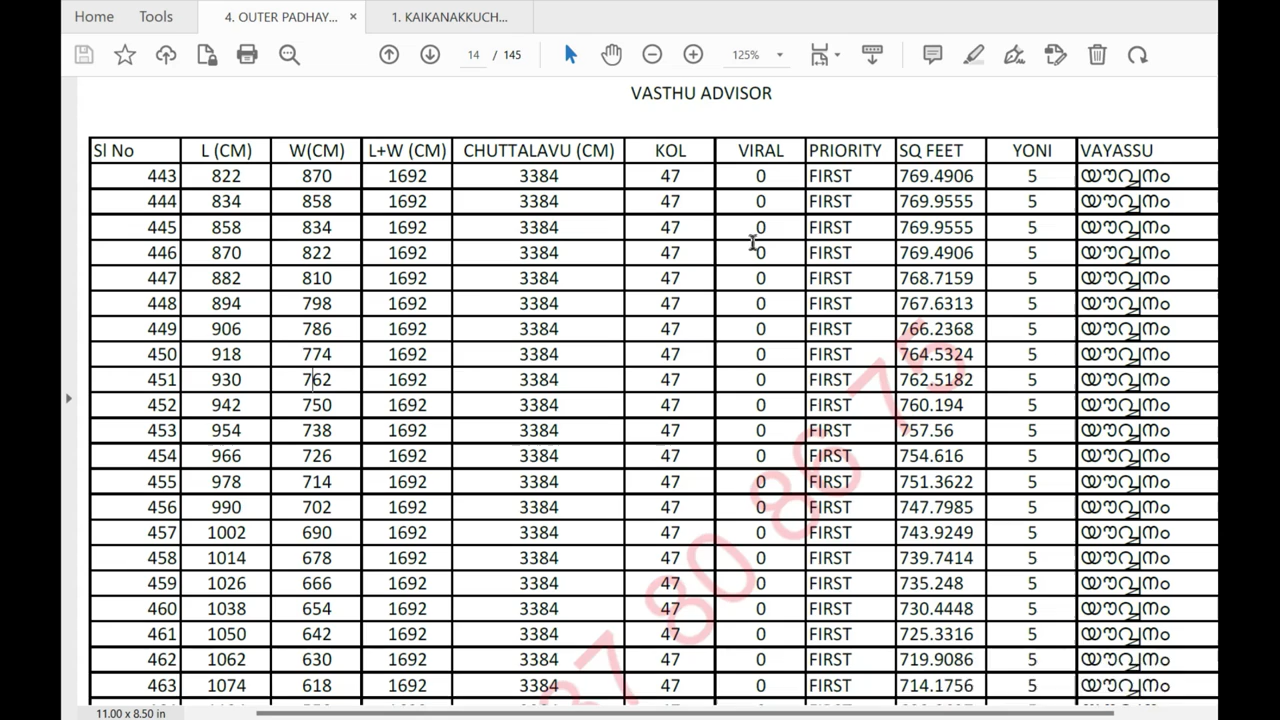 Home Tools 4. OUTER PADHAY... × 1. KAIKANAKKUCH...
14 / 145 125%
VASTHU ADVISOR
Sl No L (CM) W(CM) L+W (CM) CHUTTALAVU (CM) KOL VIRAL PRIORITY SQ FEET YONI VAYASSU
443 822 870 1692 3384 47 0 FIRST 769.4906 5 യൗവ്വനം
444 834 858 1692 3384 47 0 FIRST 769.9555 5 യൗവ്വനം
445 858 834 1692 3384 47 0 FIRST 769.9555 5 യൗവ്വനം
446 870 822 1692 3384 47 0 FIRST 769.4906 5 യൗവ്വനം
447 882 810 1692 3384 47 0 FIRST 768.7159 5 യൗവ്വനം
448 894 798 1692 3384 47 0 FIRST 767.6313 5 യൗവ്വനം
449 906 786 1692 3384 47 0 FIRST 766.2368 5 യൗവ്വനം
450 918 774 1692 3384 47 0 FIRST 764.5324 5 യൗവ്വനം
451 930 762 1692 3384 47 0 FIRST 762.5182 5 യൗവ്വനം
452 942 750 1692 3384 47 0 FIRST 760.194 5 യൗവ്വനം
453 954 738 1692 3384 47 0 FIRST 757.56 5 യൗവ്വനം
454 966 726 1692 3384 47 0 FIRST 754.616 5 യൗവ്വനം
455 978 714 1692 3384 47 0 FIRST 751.3622 5 യൗവ്വനം
456 990 702 1692 3384 47 0 FIRST 747.7985 5 യൗവ്വനം
457 1002 690 1692 3384 47 0 FIRST 743.9249 5 യൗവ്വനം
458 1014 678 1692 3384 47 0 FIRST 739.7414 5 യൗവ്വനം
459 1026 666 1692 3384 47 0 FIRST 735.248 5 യൗവ്വനം
460 1038 654 1692 3384 47 0 FIRST 730.4448 5 യൗവ്വനം
461 1050 642 1692 3384 47 0 FIRST 725.3316 5 യൗവ്വനം
462 1062 630 1692 3384 47 0 FIRST 719.9086 5 യൗവ്വനം
463 1074 618 1692 3384 47 0 FIRST 714.1756 5 യൗവ്വനം
80 86 75
11.00 x 8.50 in